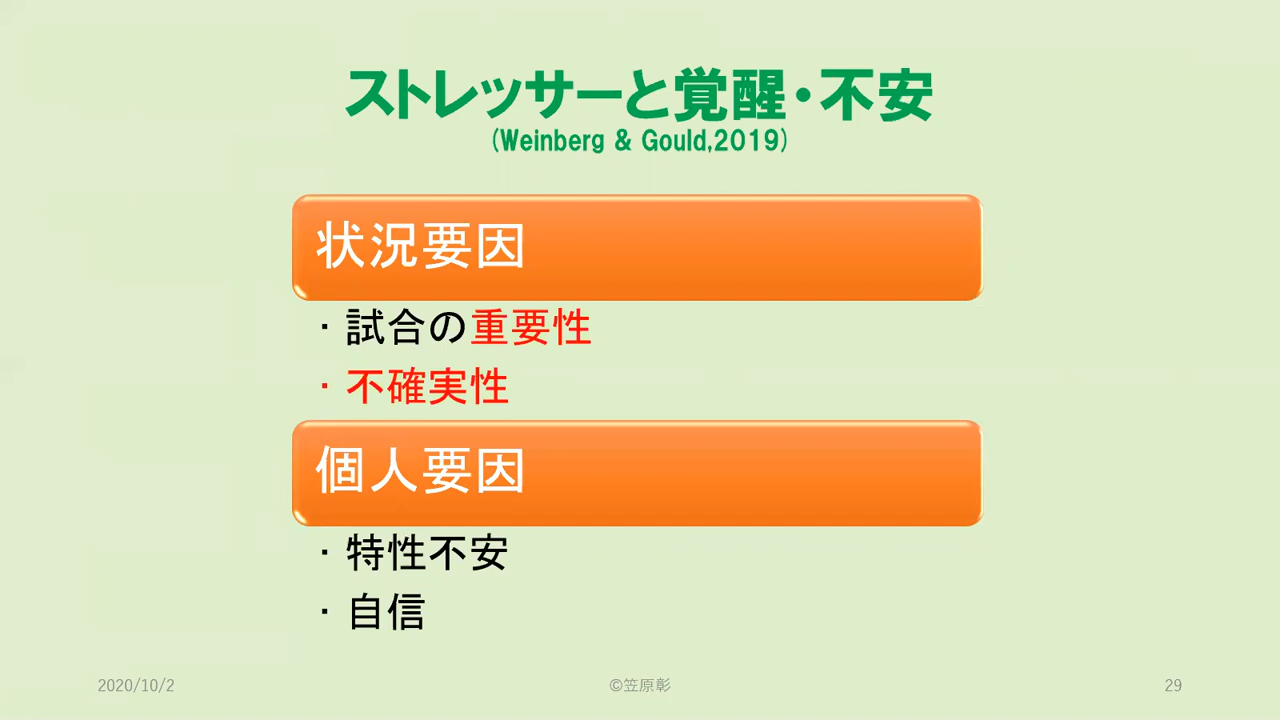 ストレッサーと覚醒・不安
(Weinberg & Gould,2019)
状況要因
・試合の重要性
・不確実性
個人要因
・特性不安
・自信
2020/10/2
©笠原彰
29